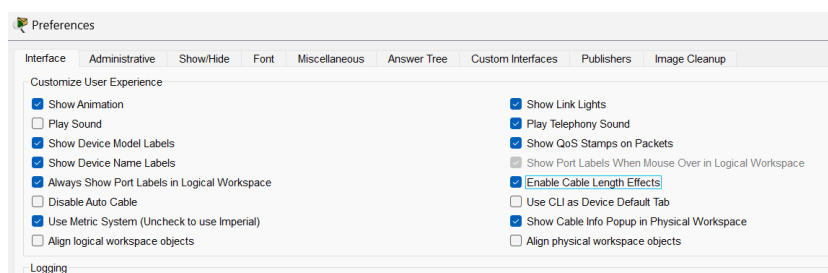 Preferences
Interface Administrative Show/Hide Font Miscellaneous Answer Tree Custom Interfaces Publishers Image Cleanup
Customize User Experience
Show Animation Show Link Lights
Play Sound Play Telephony Sound
Show Device Model Labels Show QoS Stamps on Packets
Show Device Name Labels Show Port Labels When Mouse Over in Logical Workspace
Always Show Port Labels in Logical Workspace Enable Cable Length Effects
Disable Auto Cable Use CLI as Device Default Tab
Use Metric System (Uncheck to use Imperial) Show Cable Info Popup in Physical Workspace
Align logical workspace objects Align physical workspace objects
Logging